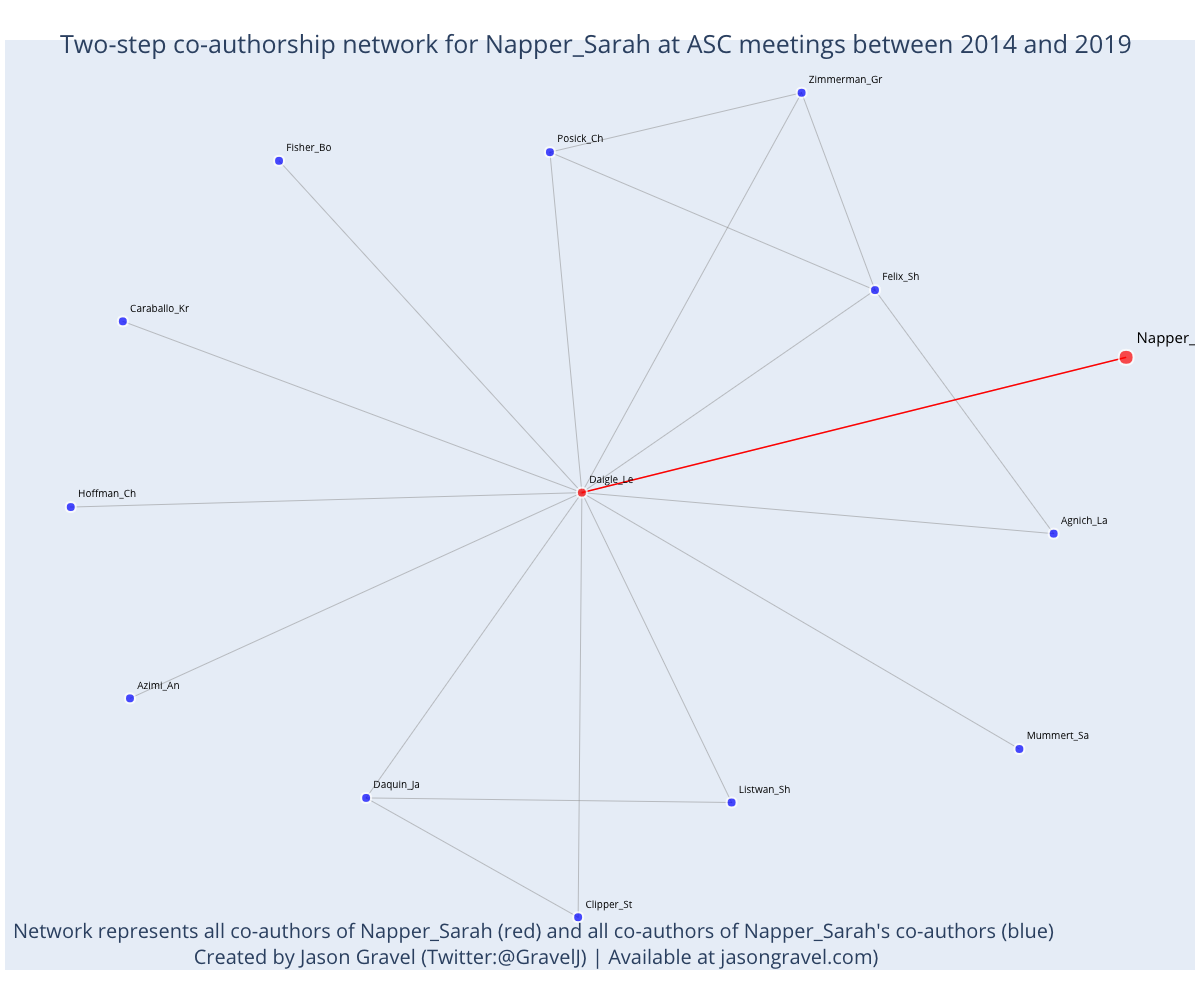 Two-step co-authorship network for Napper_Sarah at ASC meetings between 2014 and 2019
Zimmerman_Gr
Posick_Ch
Fisher_Bo
Felix_Sh
Caraballo_Kr
Napper_
Daigle_Le
Hoffman_Ch
Agnich_La
Azimi_An
Mummert_Sa
Daquin_Ja
Listwan_Sh
Clipper_St
Network represents all co-authors of Napper_Sarah (red) and all co-authors of Napper_Sarah's co-authors (blue)
Created by Jason Gravel (Twitter:@GravelJ) | Available at jasongravel.com)